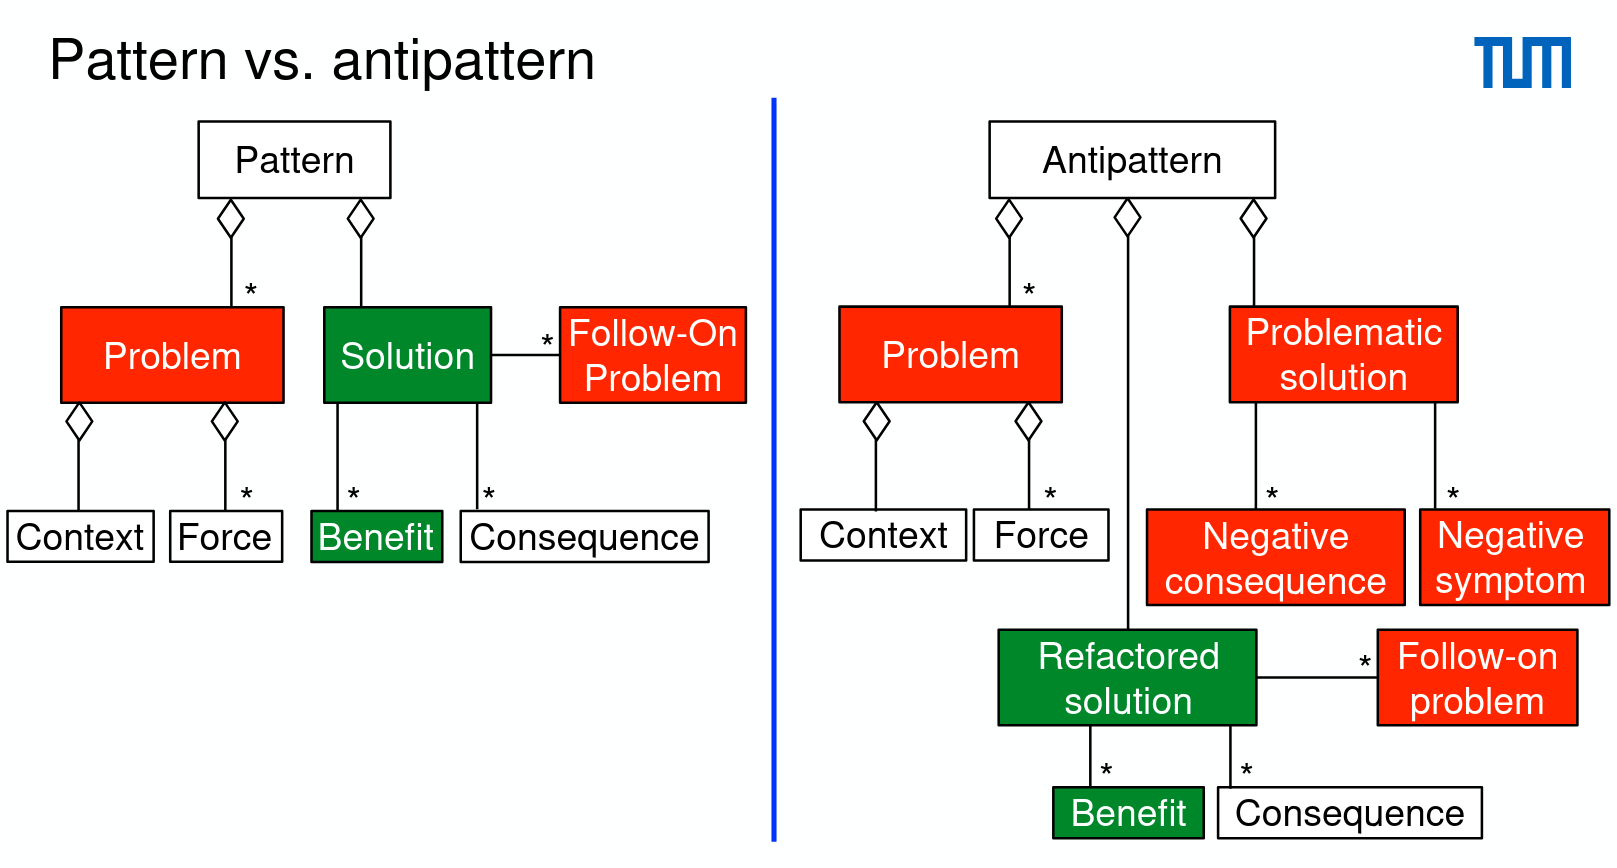 Pattern vs. antipattern
TUM
Pattern
*
Problem
Solution
*
Follow-On
Problem
*
*
*
Context
Force
Benefit
Consequence
Antipattern
*
Problem
Problematic
solution
*
*
*
Context
Force
Negative
consequence
Negative
symptom
Refactored
solution
*
Follow-on
problem
*
*
Benefit
Consequence